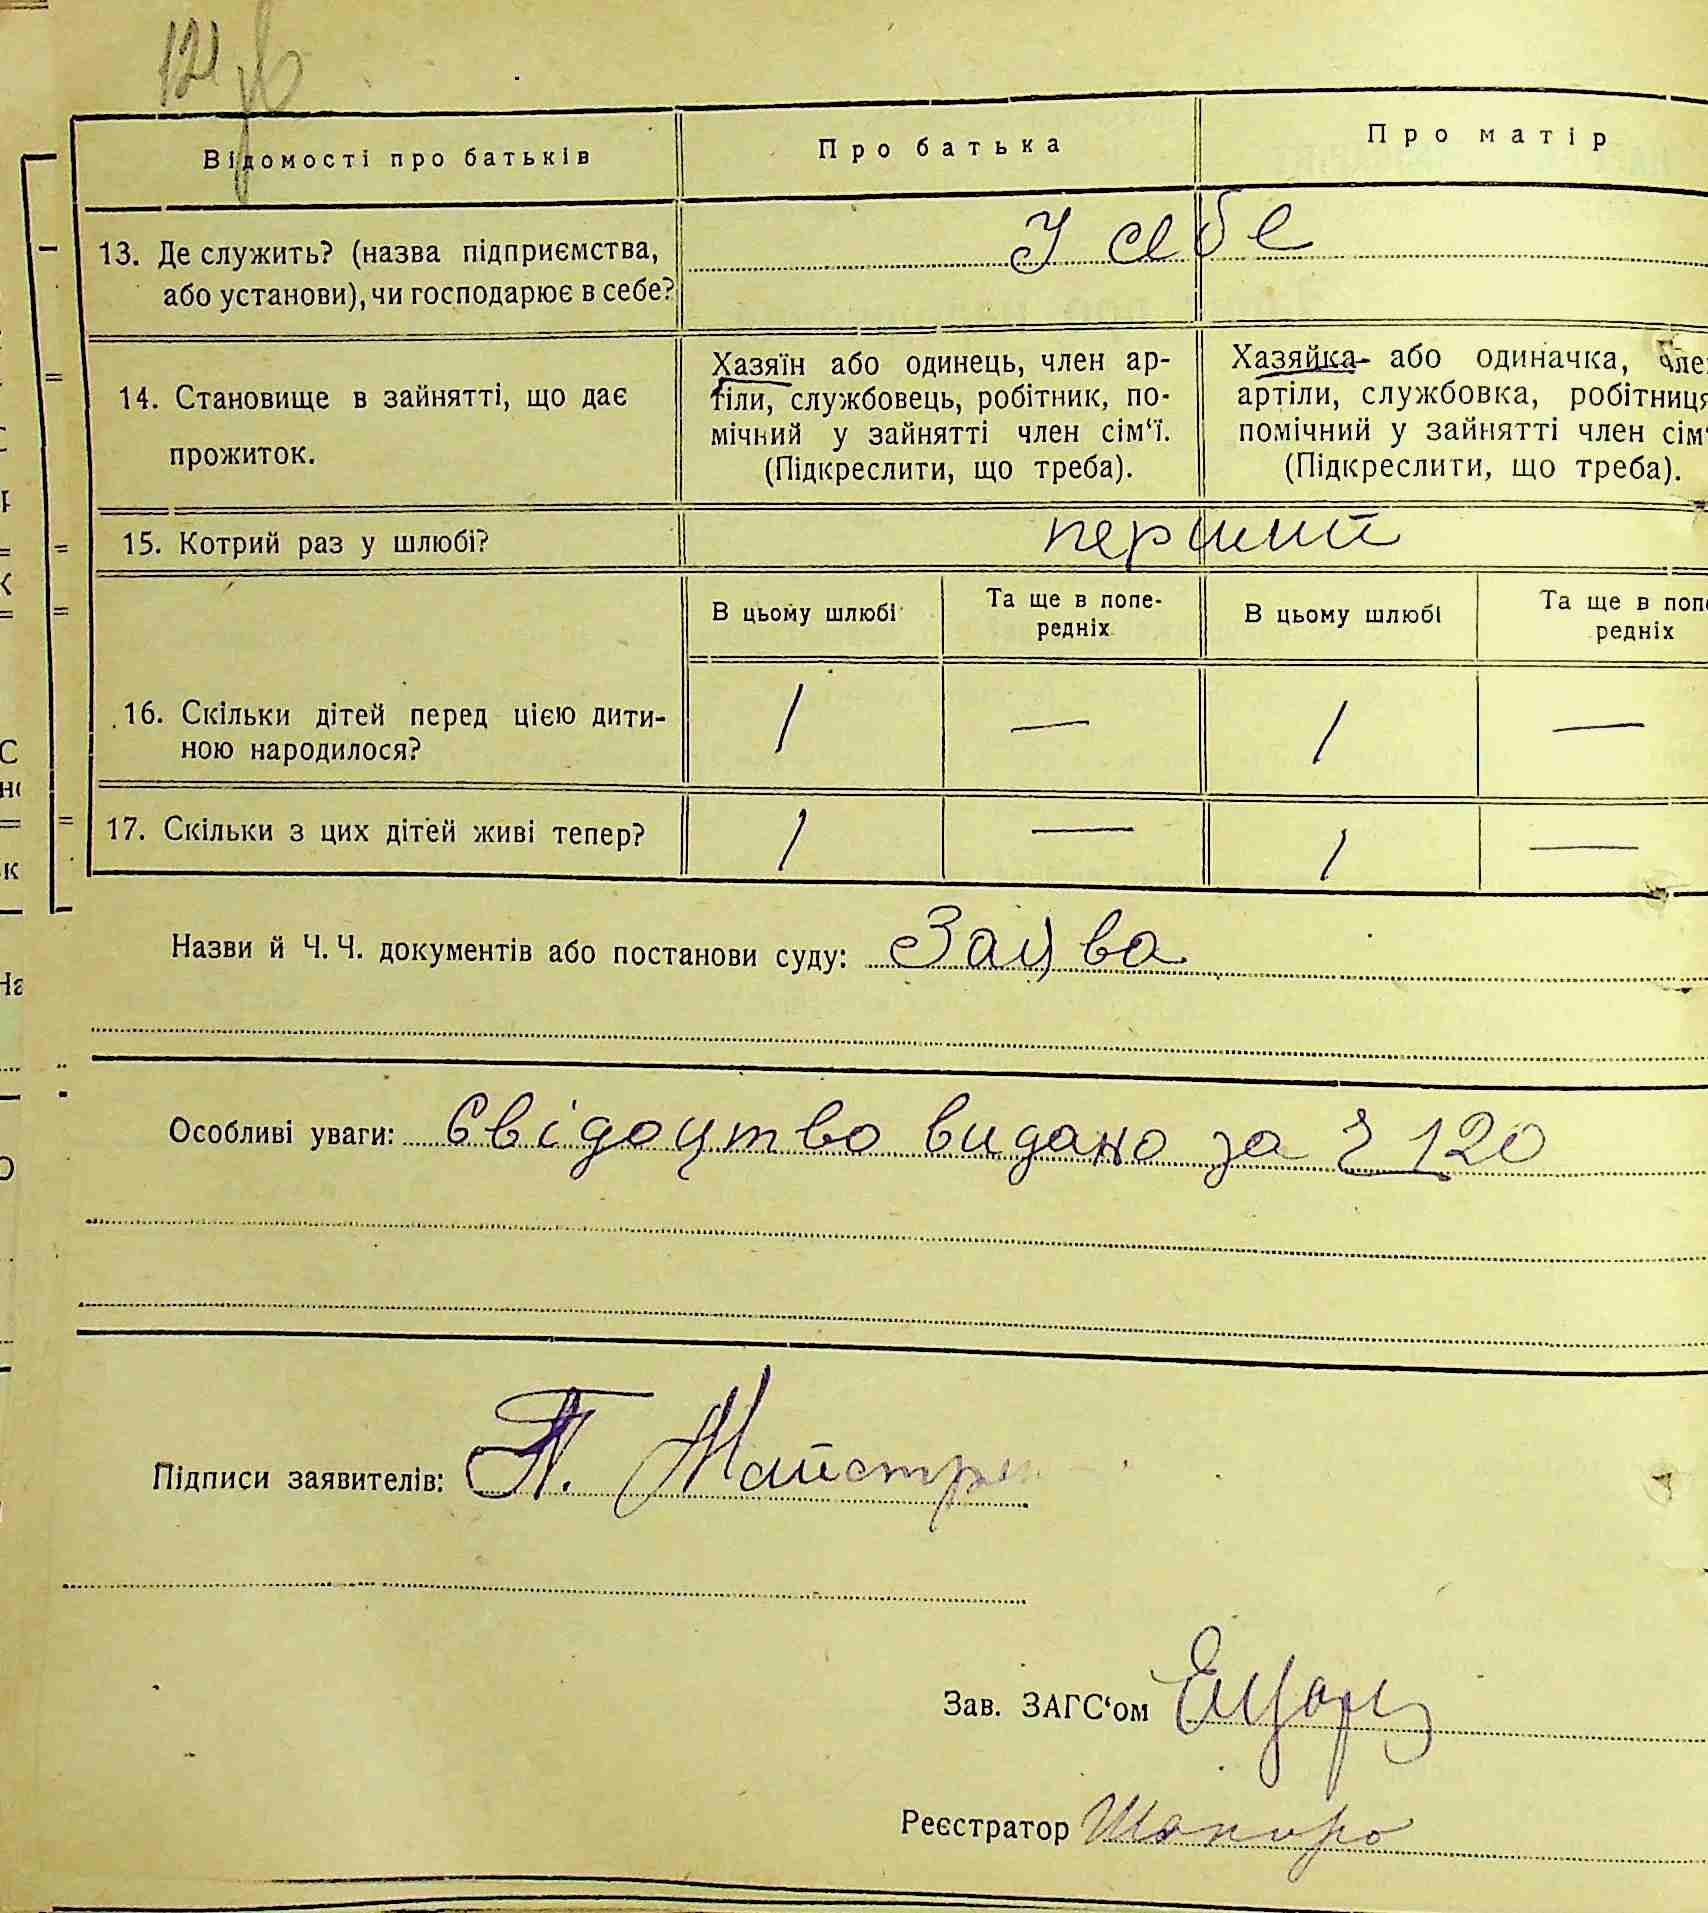 121
Відомості про батьків
Про батька
Про матір
13. Де служить? (назва підприємства,
або установи), чи господарює в себе?
У себе
14. Становище в зайнятті, що дає
прожиток.
Хазяїн або одинець, член ар-
тіли, службовець, робітник, по-
мічний у зайнятті член сім‘ї.
(Підкреслити, що треба).
Хазяйка або одиначка, чле
артіли, службовка, робітниця
помічний у зайнятті член сім‘
(Підкреслити, що треба).
15. Котрий раз у шлюбі?
перший
В цьому шлюбі
Та ще в попе-
редніх
В цьому шлюбі
Та ще в попе
редніх
16. Скільки дітей перед цією дити-
ною народилося?
1 — 1 —
17. Скільки з цих дітей живі тепер?
1 — 1 —
Назви й Ч. Ч. документів або постанови суду: Заява
Особливі уваги: Свідоцтво видано за № 120
Підписи заявителів: П. Майстрен
Зав. ЗАГС‘ом
Реєстратор Шапиро